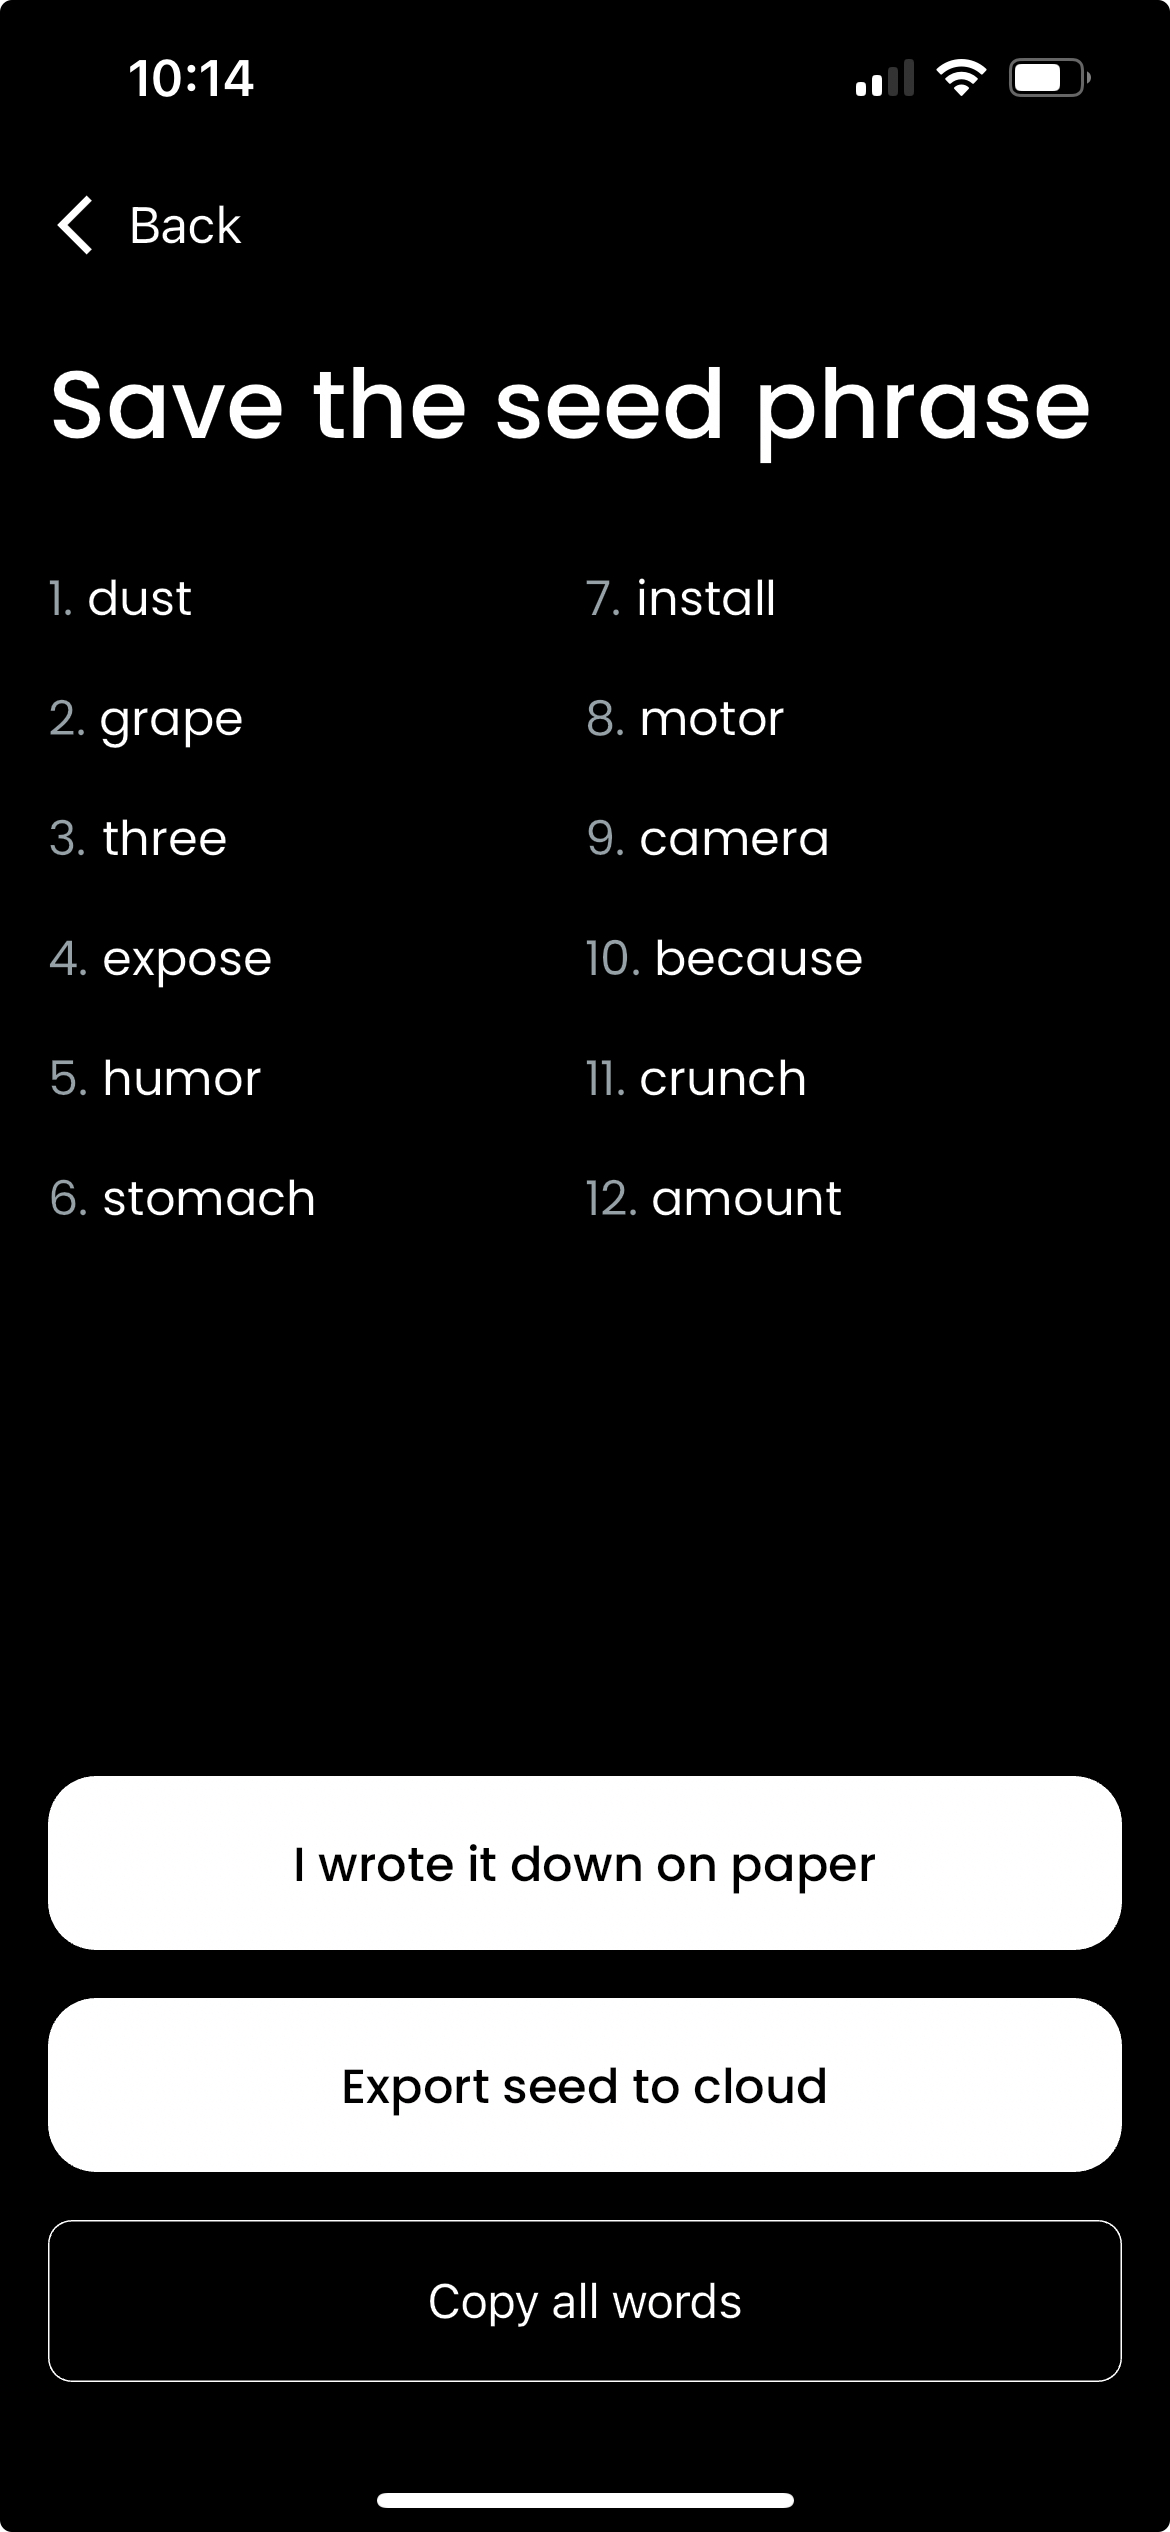 10:14
Back
Save the seed phrase
1. dust
2. grape
3. three
4. expose
5. humor
6. stomach
7. install
8. motor
9. camera
10. because
11. crunch
12. amount
I wrote it down on paper
Export seed to cloud
Copy all words